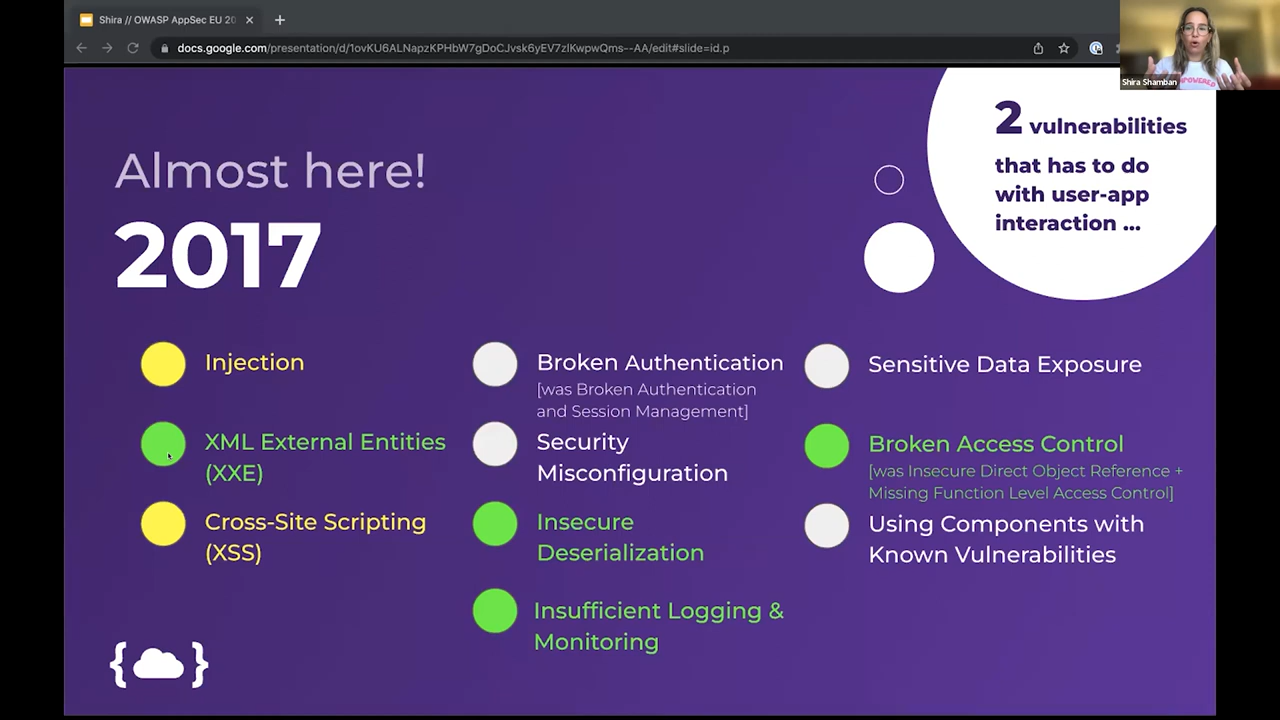 Shira // OWASP AppSec EU 20
docs.google.com/presentation/d/1ovKU6ALNapzKPHbW7gDoCJvsk6yEV7zIKwpwQms--AA/edit#slide=id.p
Shira Shamban
2 vulnerabilities
that has to do
with user-app
interaction ...
Almost here!
2017
Injection
Broken Authentication
[was Broken Authentication
and Session Management]
Sensitive Data Exposure
XML External Entities
(XXE)
Security
Misconfiguration
Broken Access Control
[was Insecure Direct Object Reference +
Missing Function Level Access Control]
Cross-Site Scripting
(XSS)
Insecure
Deserialization
Using Components with
Known Vulnerabilities
Insufficient Logging &
Monitoring